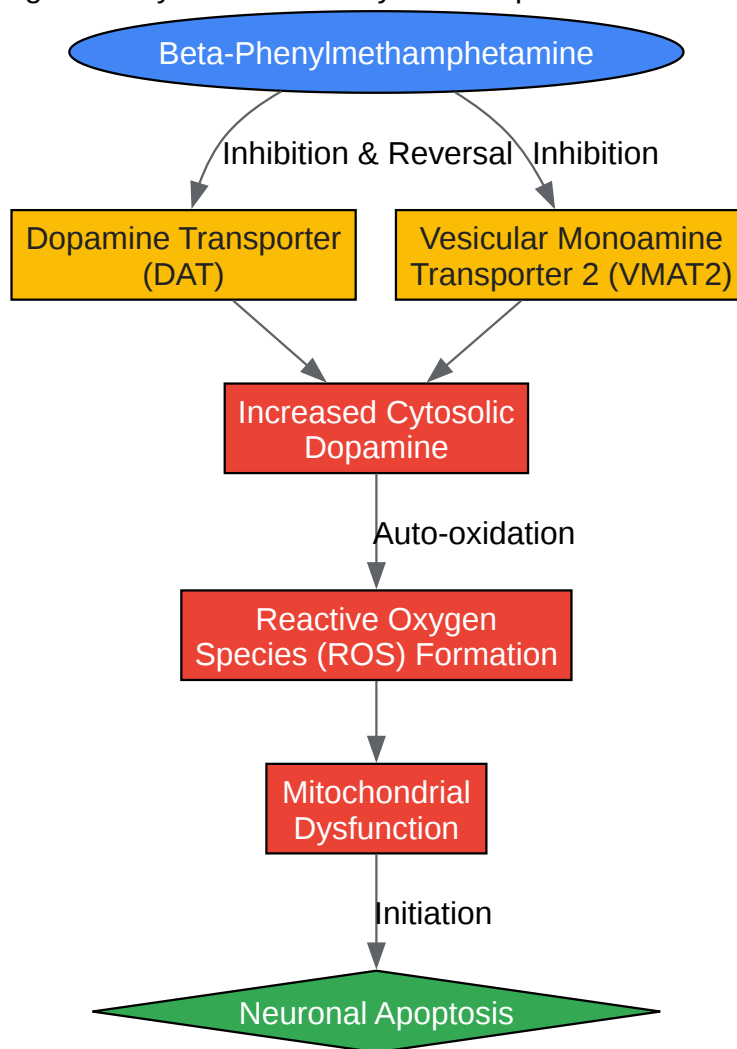 Beta-Phenylmethamphetamine
Inhibition & Reversal
Inhibition
Dopamine Transporter
(DAT)
Vesicular Monoamine
Transporter 2 (VMAT2)
Increased Cytosolic
Dopamine
Auto-oxidation
Reactive Oxygen
Species (ROS) Formation
Mitochondrial
Dysfunction
Initiation
Neuronal Apoptosis